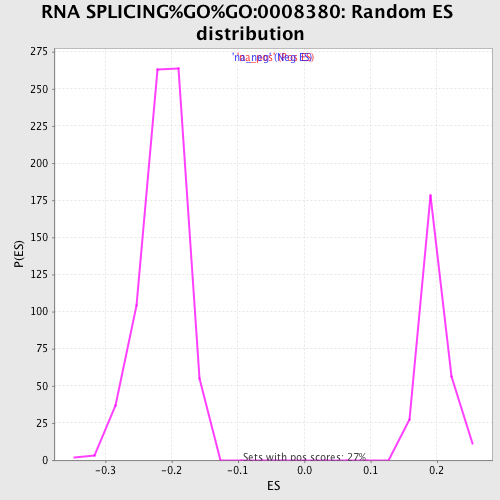 RNA SPLICING%GO%GO:0008380: Random ES
distribution
275
250
225
200
175
150
125
100
75
50
25
0
P(ES)
(Neg ES)
Sets with pos scores: 27%
-0.3 -0.2 -0.1 0.0 0.1 0.2
ES